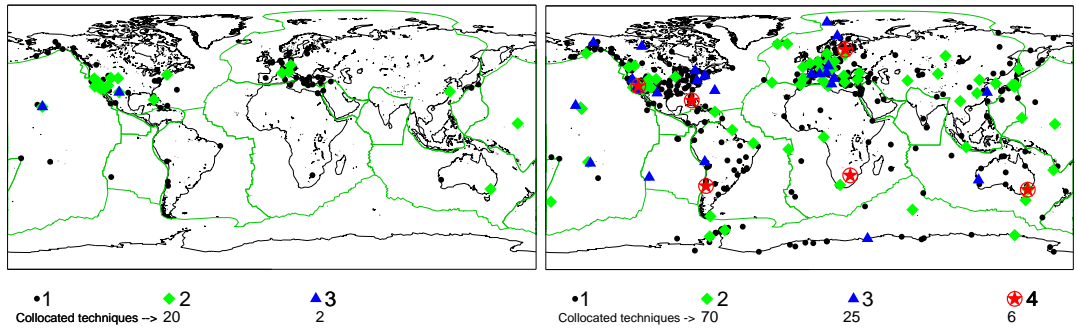 1 2 3
Collocated techniques --> 20 2
1 2 3 4
Collocated techniques -> 70 25 6